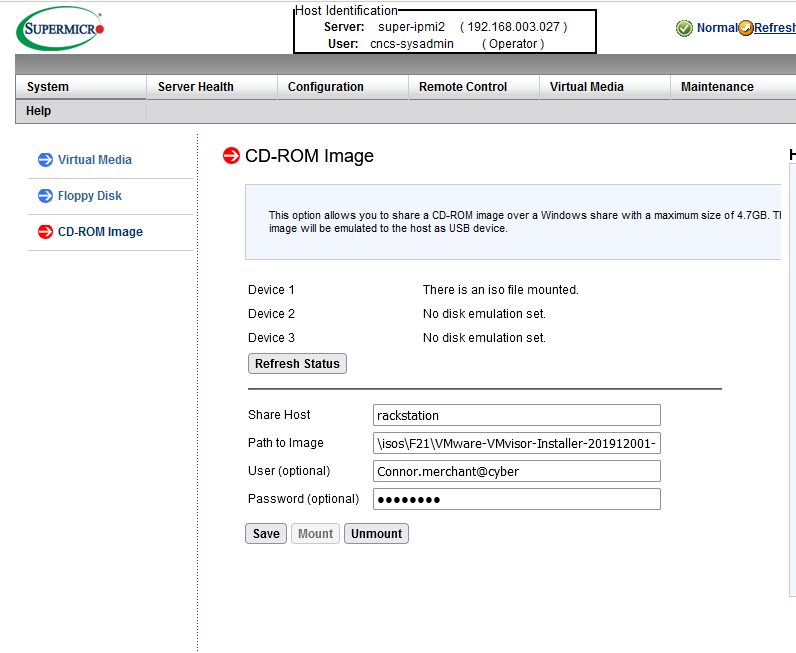 Host Identification
SUPERMICR
Server: super-ipmi2 ( 192.168.003.027 )
User: cncs-sysadmin ( Operator )
Normal Refresh
System Server Health Configuration Remote Control Virtual Media Maintenance
Help
Virtual Media
Floppy Disk
CD-ROM Image
CD-ROM Image
This option allows you to share a CD-ROM image over a Windows share with a maximum size of 4.7GB.
image will be emulated to the host as USB device.
Device 1 There is an iso file mounted.
Device 2 No disk emulation set.
Device 3 No disk emulation set.
Refresh Status
Share Host rackstation
Path to Image \isos\F21\VMware-VMvisor-Installer-201912001-
User (optional) Connor.merchant@cyber
Password (optional) ●●●●●●●●
Save Mount Unmount